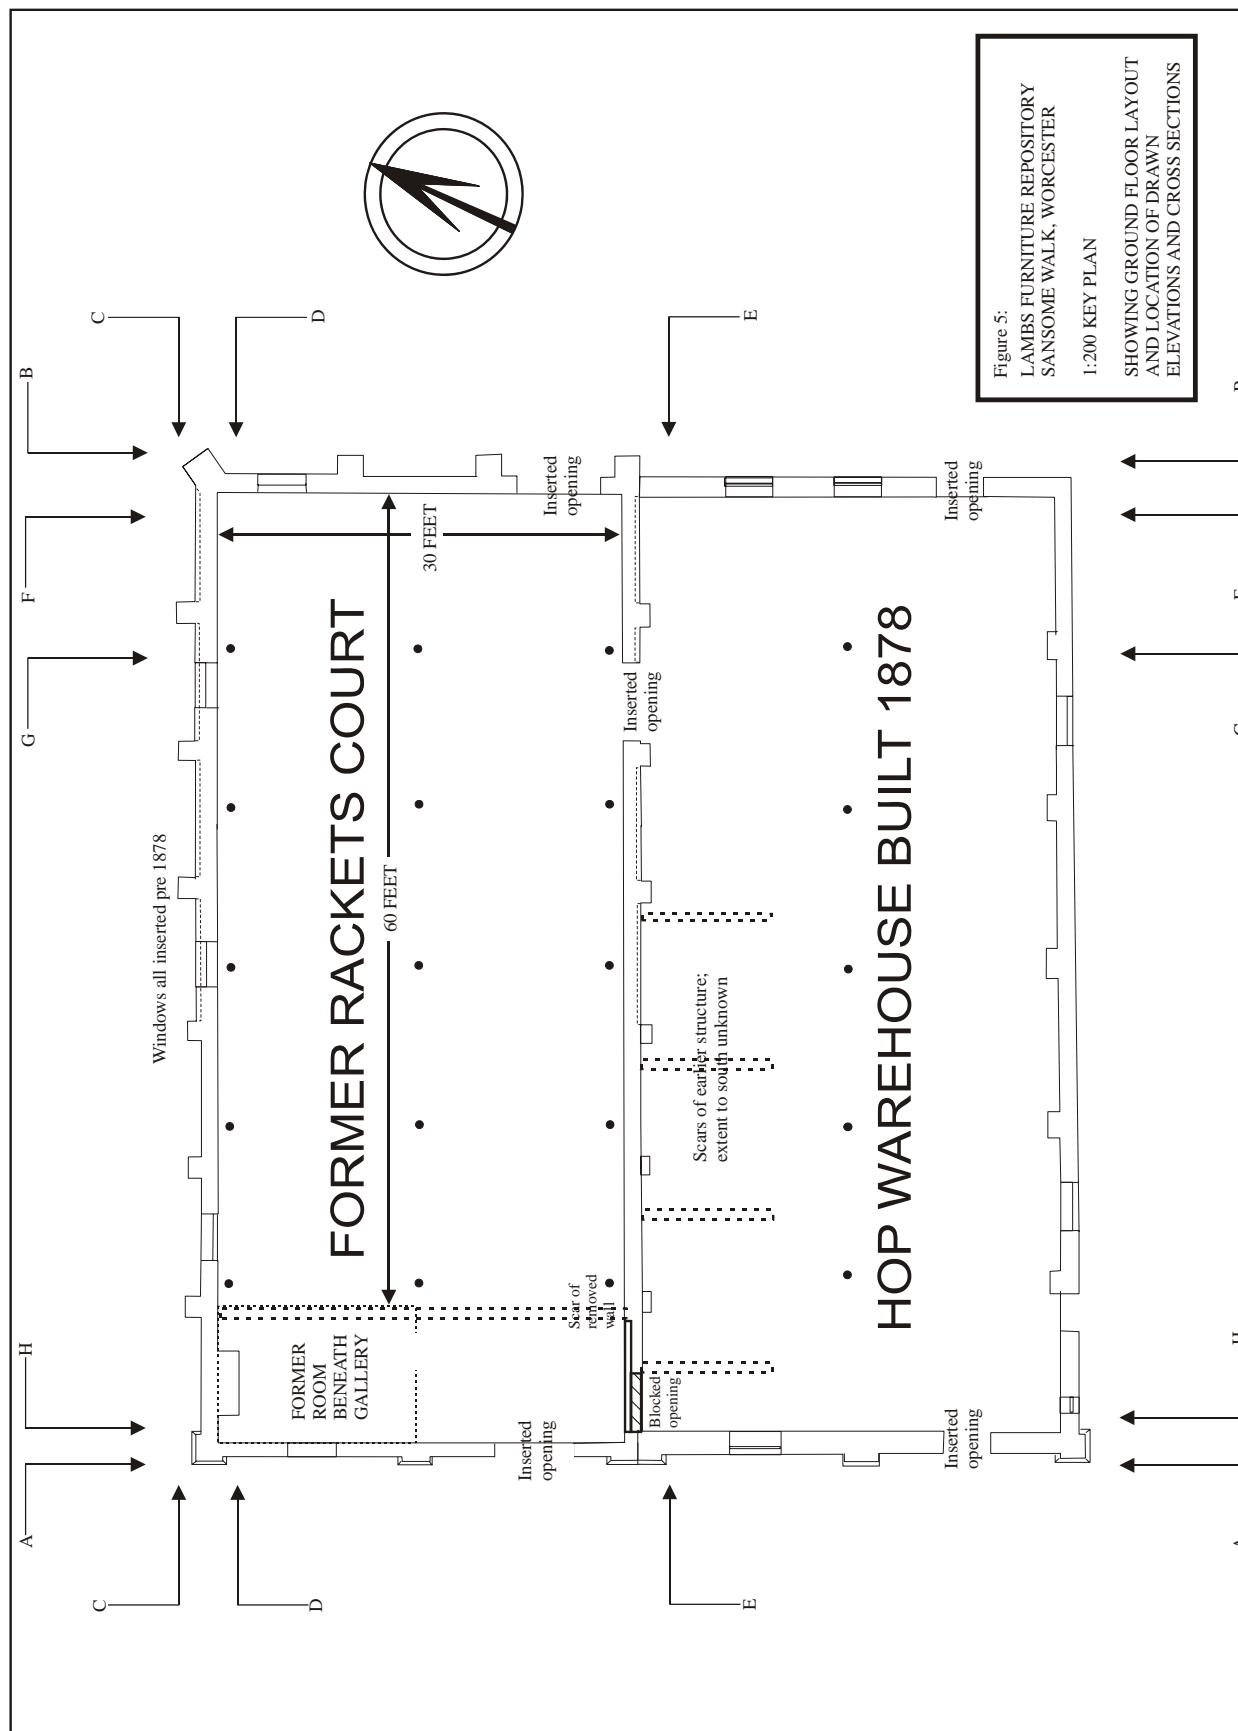 Figure 5:
LAMBS FURNITURE REPOSITORY
SANSOME WALK, WORCESTER
1:200 KEY PLAN
SHOWING GROUND FLOOR LAYOUT
AND LOCATION OF DRAWN
ELEVATIONS AND CROSS SECTIONS
A
H
G
F
B
C
C
D
D
Windows all inserted pre 1878
FORMER RACKETS COURT
60 FEET
30 FEET
FORMER
ROOM
BENEATH
GALLERY
Scar of
removed
wall
Inserted
opening
Inserted
opening
Inserted
opening
Blocked
opening
E
E
Scars of earlier structure;
extent to south unknown
HOP WAREHOUSE BUILT 1878
Inserted
opening
Inserted
opening